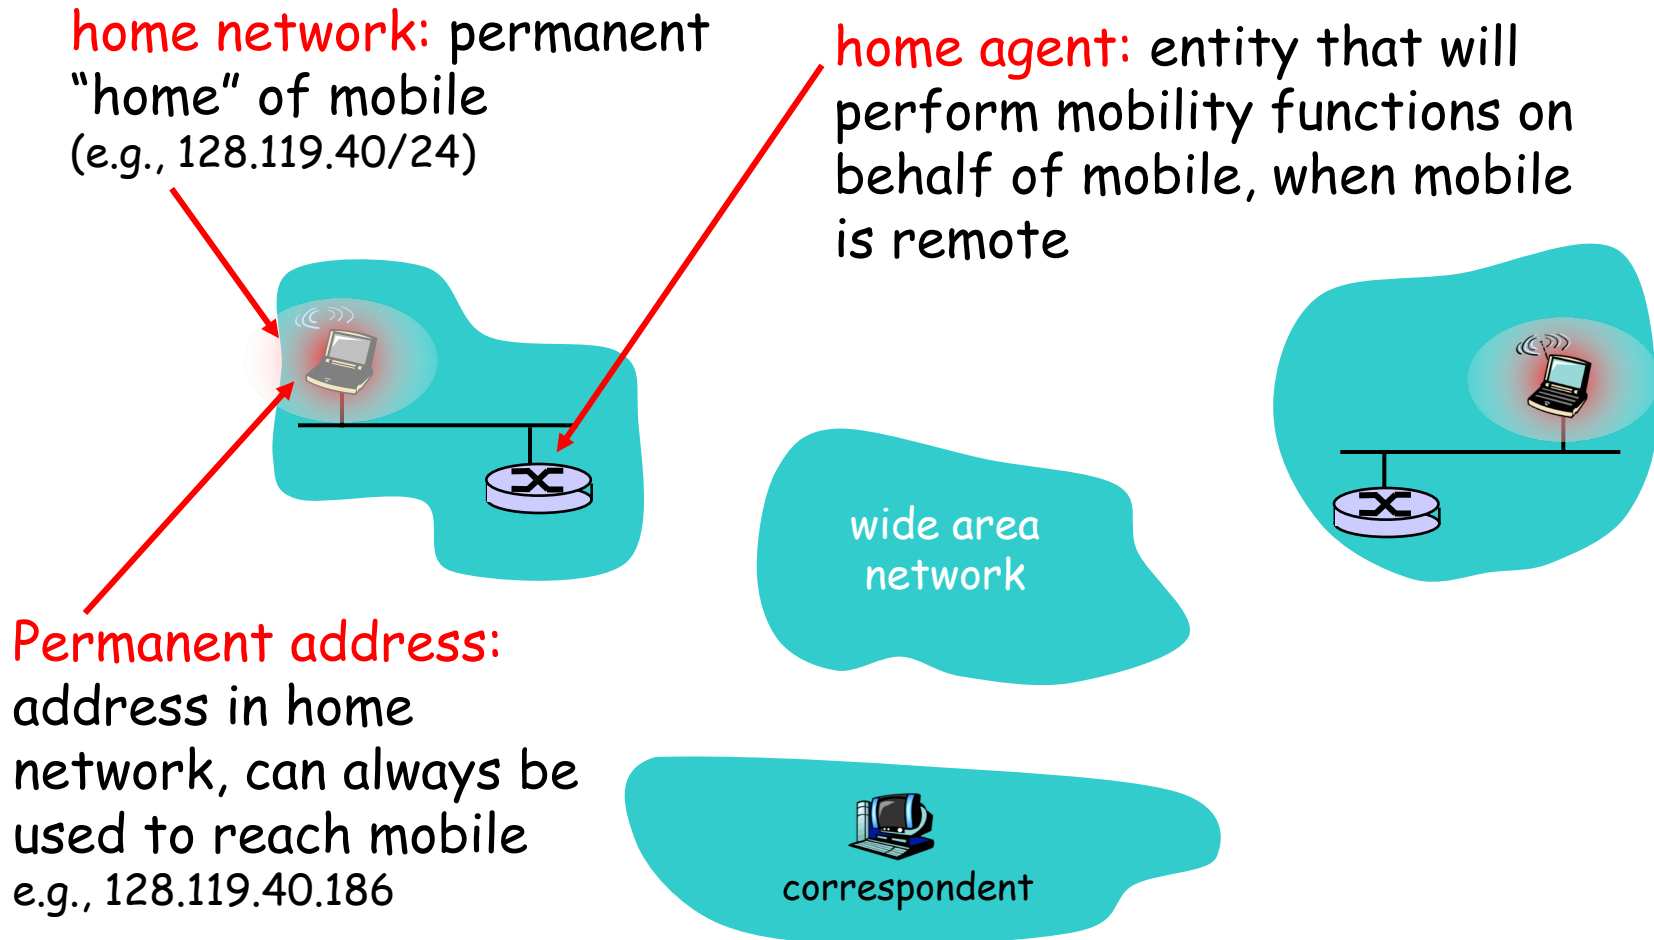 home network: permanent
“home” of mobile
(e.g., 128.119.40/24)
home agent: entity that will
perform mobility functions on
behalf of mobile, when mobile
is remote
wide area
network
Permanent address:
address in home
network, can always be
used to reach mobile
e.g., 128.119.40.186
correspondent